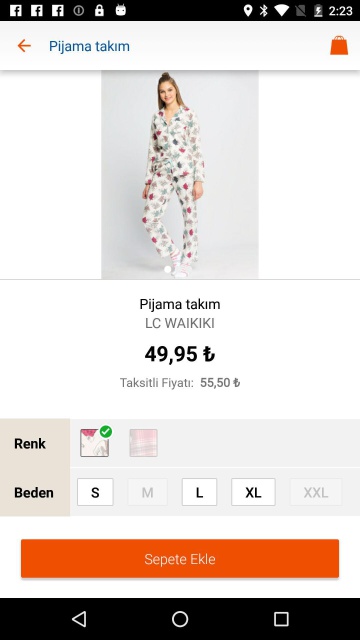 2:23
Pijama takım
Pijama takım
LC WAIKIKI
49,95 ₺
Taksitli Fiyatı: 55,50 ₺
Renk
Beden S M L XL XXL
Sepete Ekle